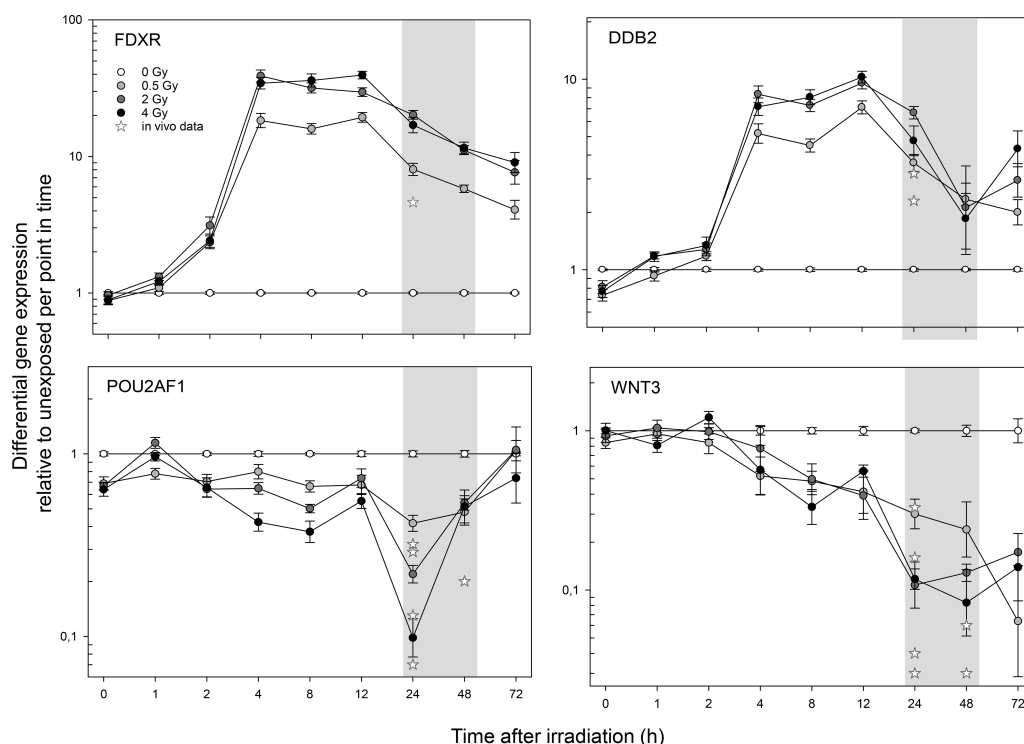 FDXR
0 Gy
0.5 Gy
2 Gy
4 Gy
in vivo data
100
10
1
DDB2
10
1
Differential gene expression
relative to unexposed per point in time
POU2AF1
1
0,1
0 1 2 4 8 12 24 48 72
WNT3
1
0,1
0 1 2 4 8 12 24 48 72
Time after irradiation (h)